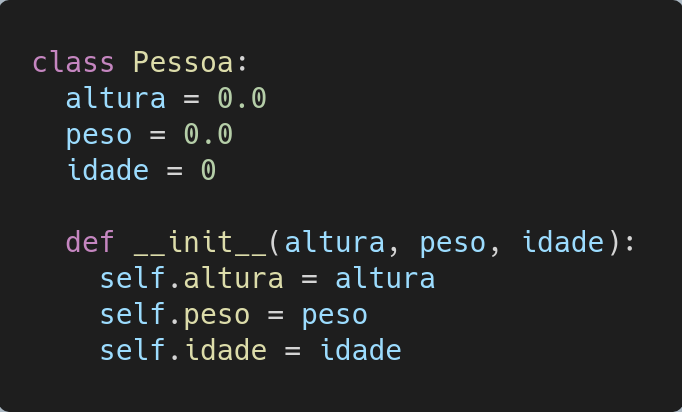 class Pessoa:
  altura = 0.0
  peso = 0.0
  idade = 0

  def __init__(altura, peso, idade):
    self.altura = altura
    self.peso = peso
    self.idade = idade